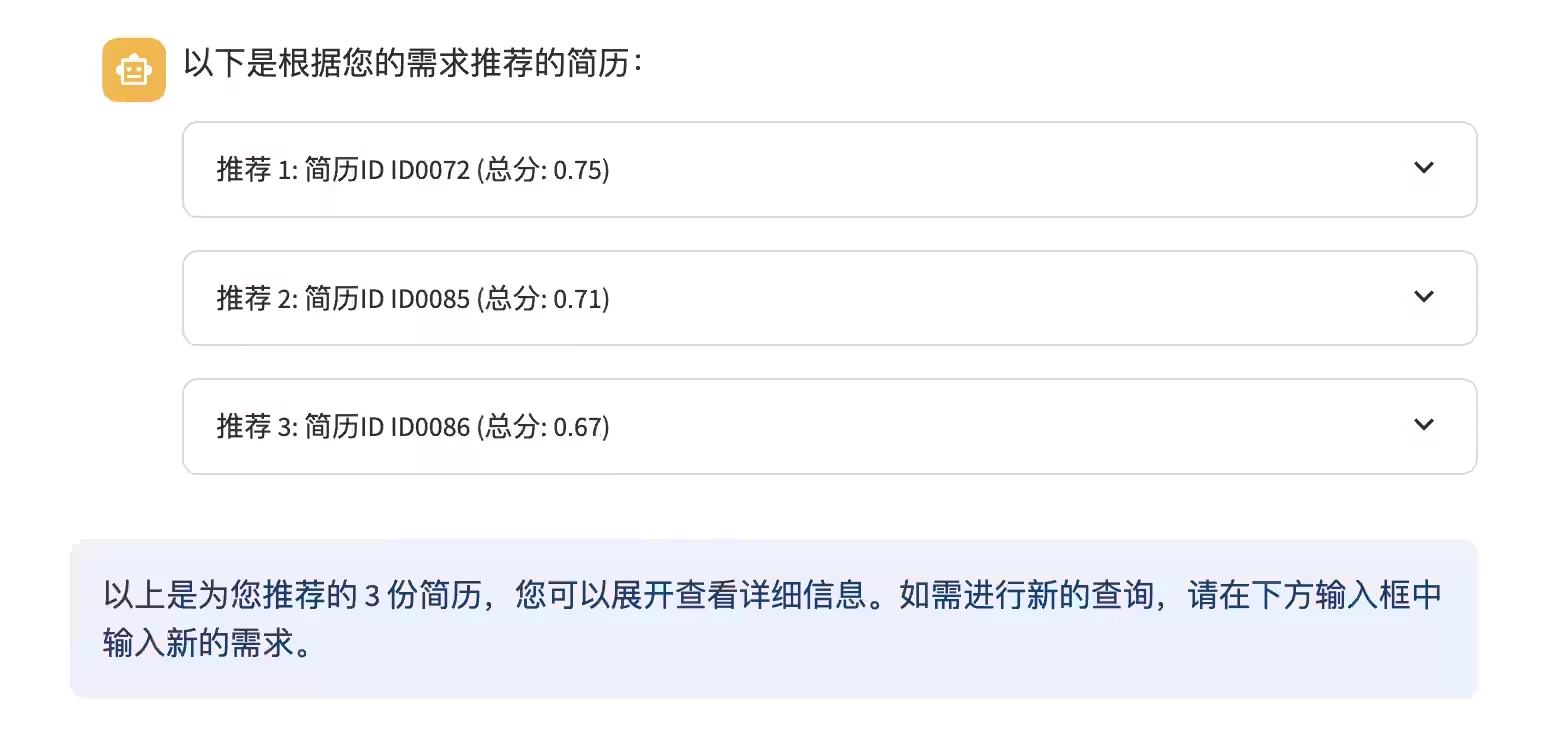 以下是根据您的需求推荐的简历：
推荐 1: 简历ID ID0072 (总分: 0.75)
推荐 2: 简历ID ID0085 (总分: 0.71)
推荐 3: 简历ID ID0086 (总分: 0.67)
以上是为您推荐的 3 份简历，您可以展开查看详细信息。如需进行新的查询，请在下方输入框中
输入新的需求。